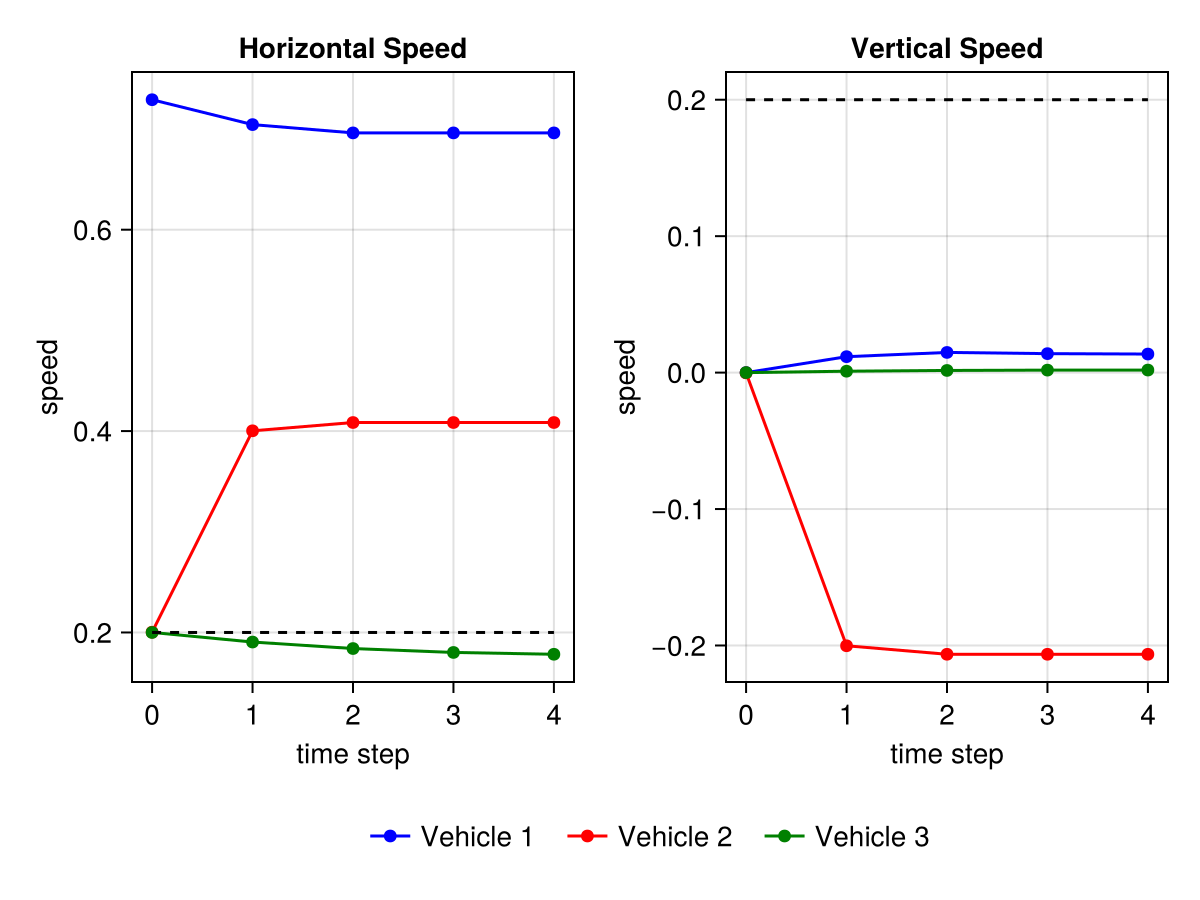 Horizontal Speed
speed
0.6
0.4
0.2
0 1 2 3 4
time step
Vertical Speed
speed
0.2
0.1
0.0
−0.1
−0.2
0 1 2 3 4
time step
Vehicle 1 Vehicle 2 Vehicle 3